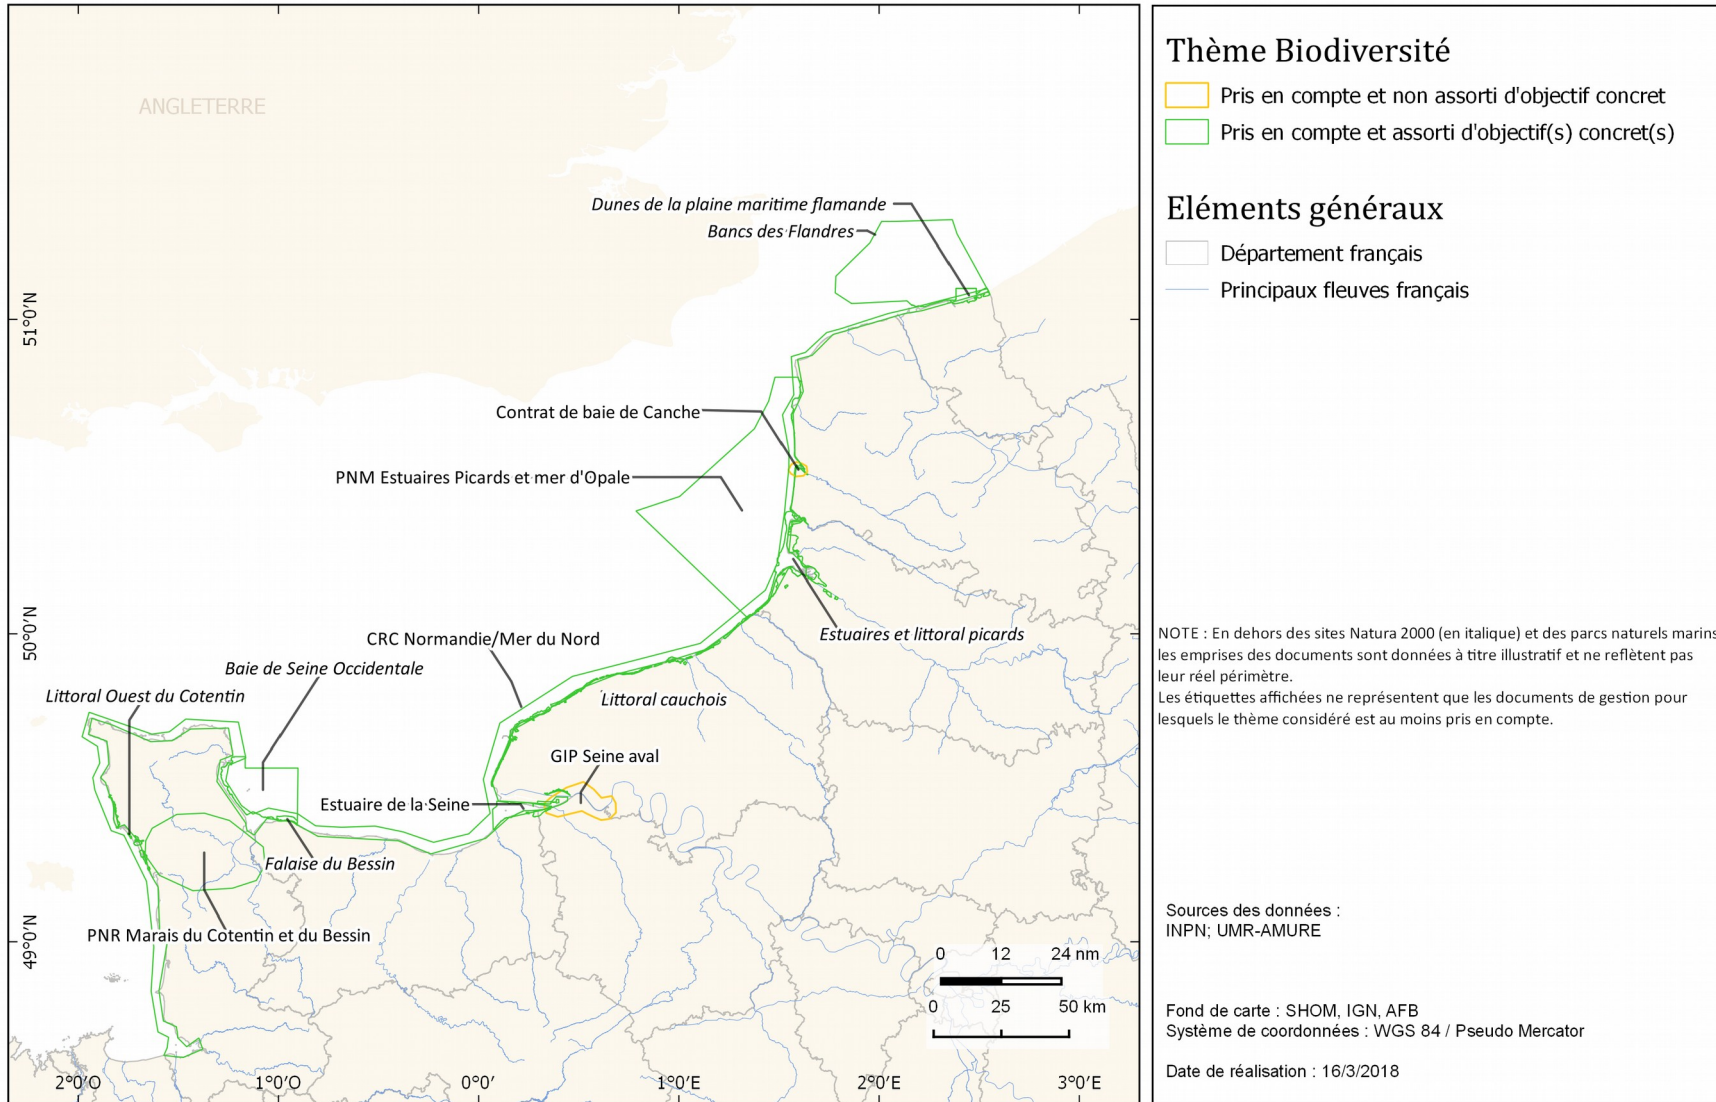 ANGLETERRE
Dunes de la plaine maritime flamande
Bancs des Flandres
Contrat de baie de Canche
PNM Estuaires Picards et mer d'Opale
Estuaires et littoral picards
CRC Normandie/Mer du Nord
Baie de Seine Occidentale
Littoral Ouest du Cotentin
Littoral cauchois
GIP Seine aval
Estuaire de la Seine
Falaise du Bessin
PNR Marais du Cotentin et du Bessin
51°0'N
50°0'N
49°0'N
0 12 24 nm
0 25 50 km
2°0'O 1°0'O 0°0' 1°0'E 2°0'E 3°0'E
Thème Biodiversité
Pris en compte et non assorti d'objectif concret
Pris en compte et assorti d'objectif(s) concret(s)
Eléments généraux
Département français
Principaux fleuves français
NOTE : En dehors des sites Natura 2000 (en italique) et des parcs naturels marins
les emprises des documents sont données à titre illustratif et ne reflètent pas
leur réel périmètre.
Les étiquettes affichées ne représentent que les documents de gestion pour
lesquels le thème considéré est au moins pris en compte.
Sources des données :
INPN; UMR-AMURE
Fond de carte : SHOM, IGN, AFB
Système de coordonnées : WGS 84 / Pseudo Mercator
Date de réalisation : 16/3/2018